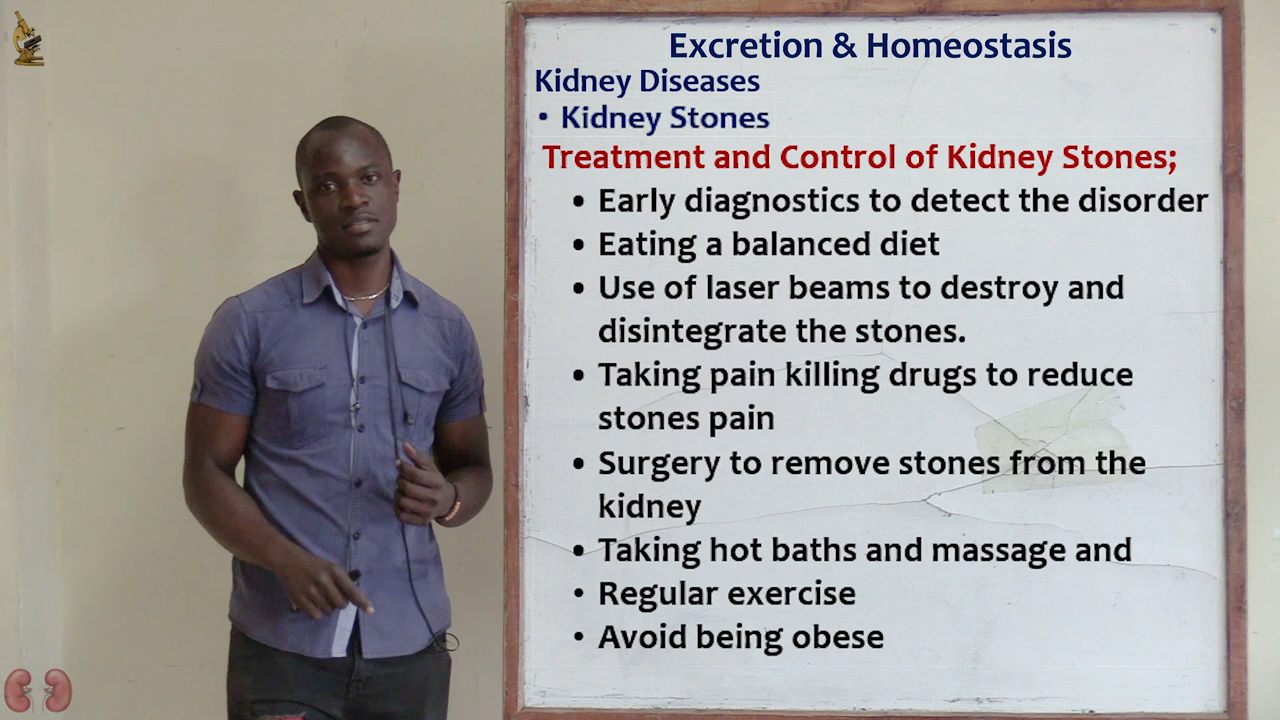 Excretion & Homeostasis
Kidney Diseases
• Kidney Stones
Treatment and Control of Kidney Stones;
• Early diagnostics to detect the disorder
• Eating a balanced diet
• Use of laser beams to destroy and
disintegrate the stones.
• Taking pain killing drugs to reduce
stones pain
• Surgery to remove stones from the
kidney
• Taking hot baths and massage and
• Regular exercise
• Avoid being obese